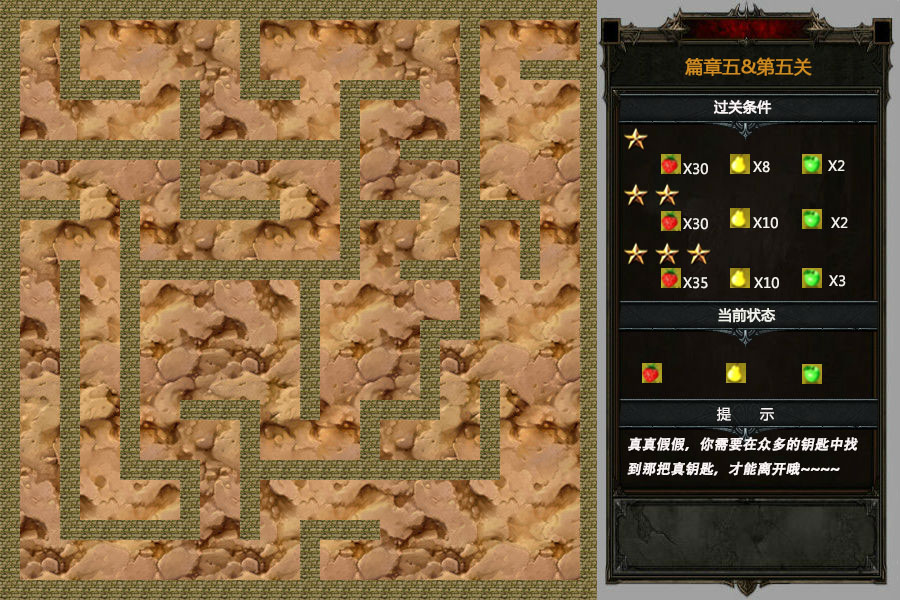 篇章五&第五关
过关条件
X30 X8 X2
X30 X10 X2
X35 X10 X3
当前状态
提 示
真真假假，你需要在众多的钥匙中找
到那把真钥匙，才能离开哦~~~~